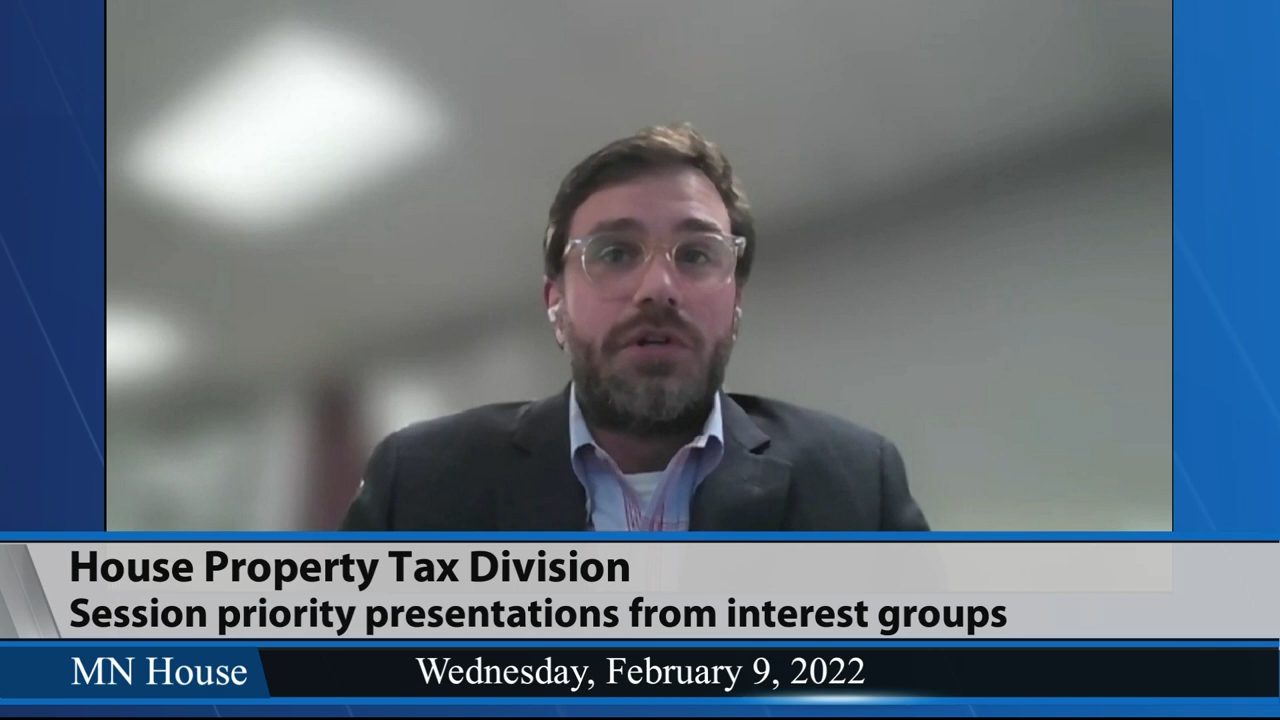 House Property Tax Division
Session priority presentations from interest groups
MN House
Wednesday, February 9, 2022